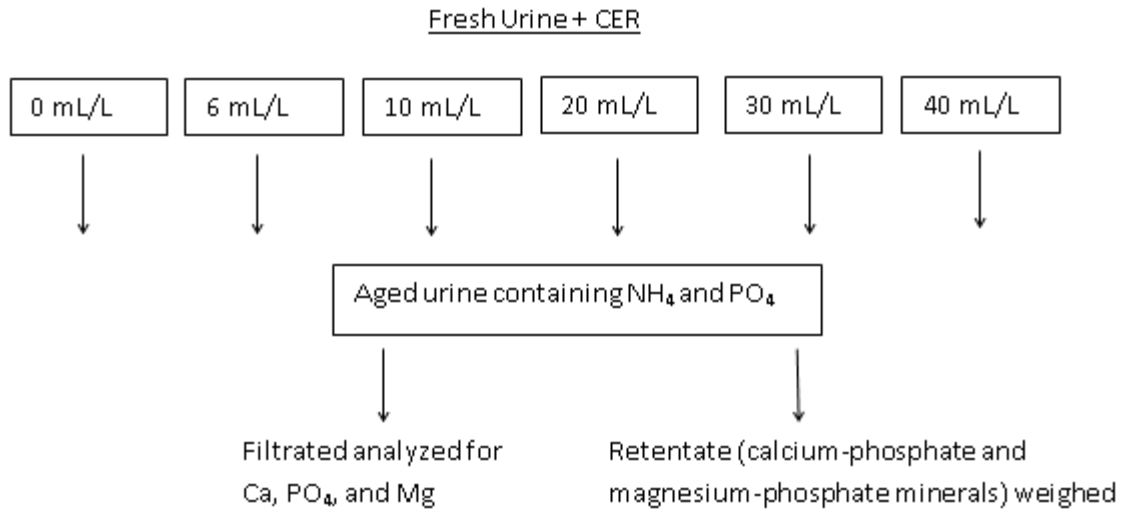 Fresh Urine + CER
0 mL/L
6 mL/L
10 mL/L
20 mL/L
30 mL/L
40 mL/L
Aged urine containing NH₄ and PO₄
Filtrated analyzed for
Ca, PO₄, and Mg
Retentate (calcium-phosphate and
magnesium-phosphate minerals) weighed